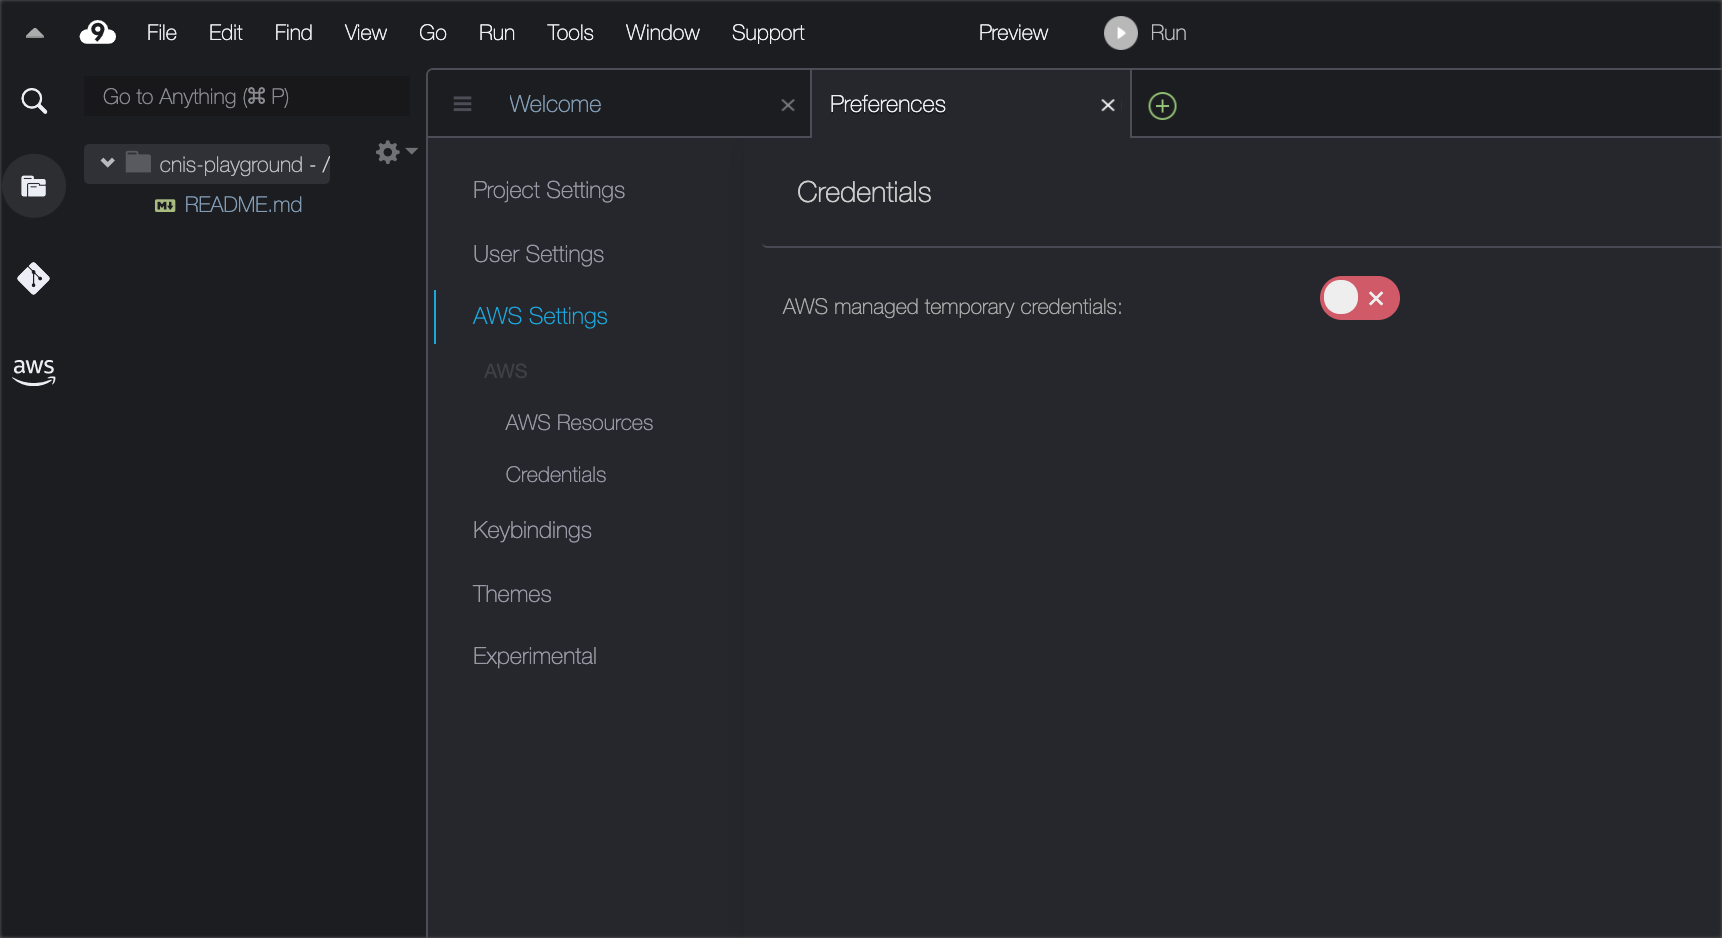 9 File Edit Find View Go Run Tools Window Support Preview Run
Go to Anything (⌘ P)
Welcome Preferences
cnis-playground - /
M↓ README.md
aws
Project Settings
User Settings
AWS Settings
AWS
AWS Resources
Credentials
Keybindings
Themes
Experimental
Credentials
AWS managed temporary credentials: